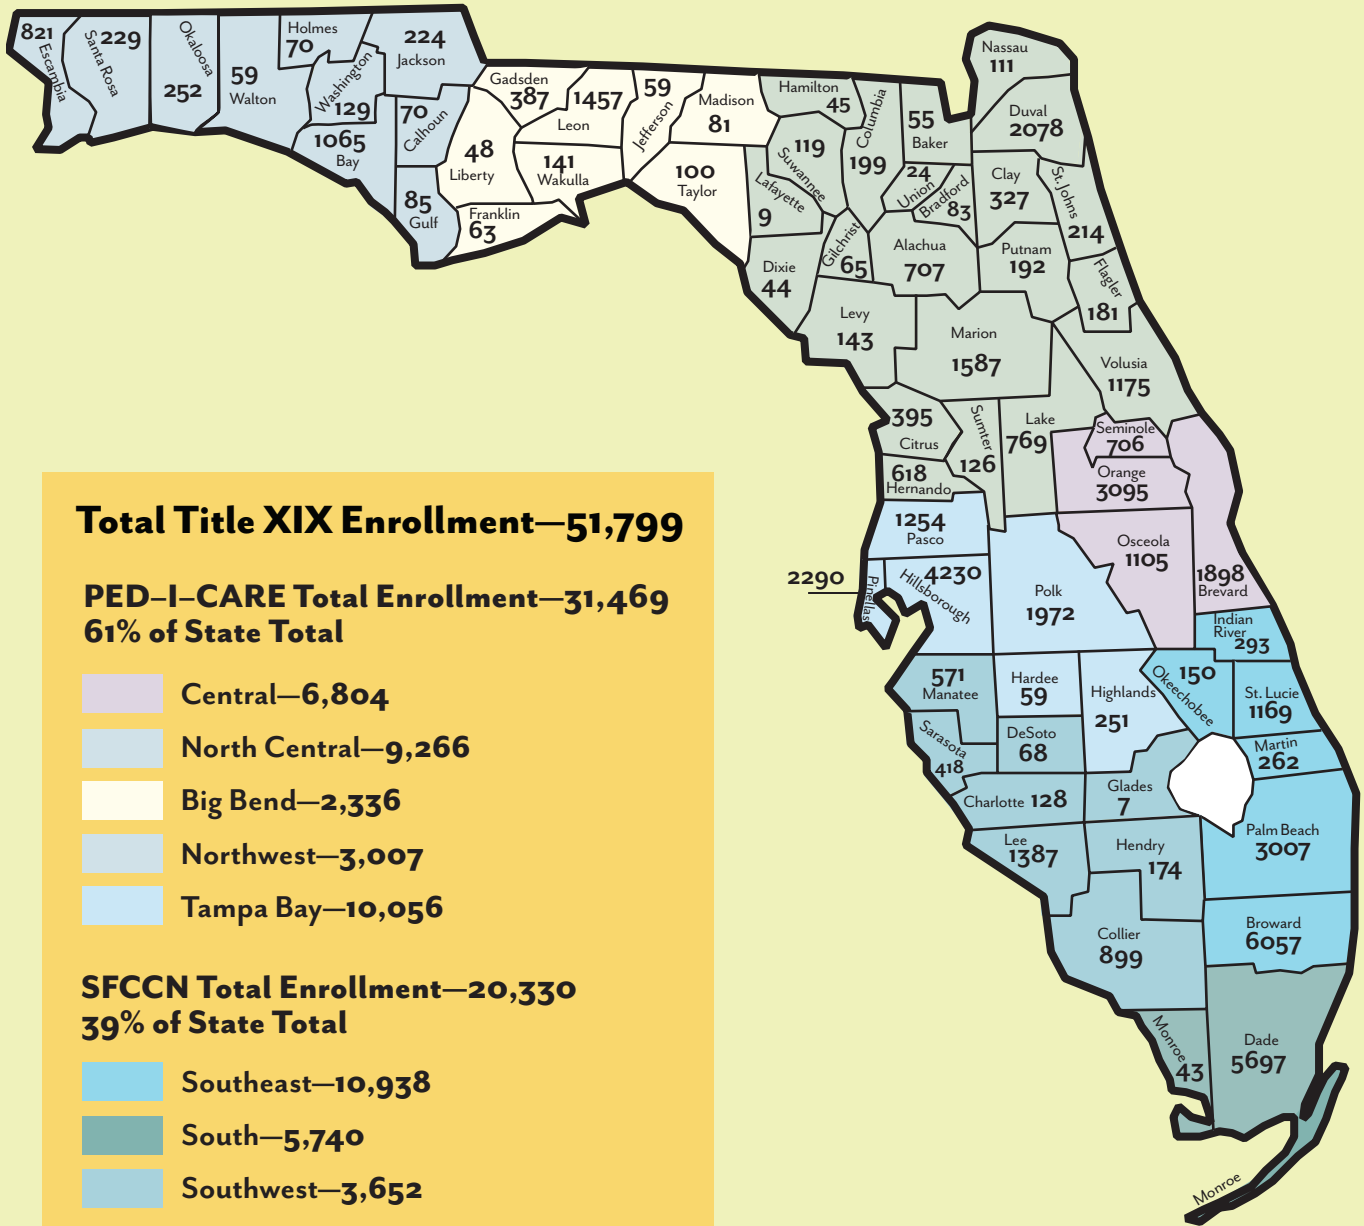 821
Escambia
Santa Rosa
229
Okaloosa
252
59
Walton
Holmes
70
Washington
129
224
Jackson
1065
Bay
70
Calhoun
85
Gulf
Gadsden
387
48
Liberty
Franklin
63
1457
Leon
141
Wakulla
59
Jefferson
Madison
81
100
Taylor
Hamilton
45
119
Suwannee
Lafayette
9
Columbia
199
55
Baker
Nassau
111
Duval
2078
24
Union
Bradford
83
Clay
327
St. Johns
214
Dixie
44
Gilchrist
65
Alachua
707
Putnam
192
Flagler
181
Levy
143
Marion
1587
Volusia
1175
395
Citrus
Sumter
126
Lake
769
Seminole
706
618
Hernando
Orange
3095
1254
Pasco
Osceola
1105
1898
Brevard
2290
Pinellas
4230
Hillsborough
Polk
1972
Indian
River
293
571
Manatee
Hardee
59
Highlands
251
150
Okeechobee
St. Lucie
1169
Sarasota
418
DeSoto
68
Martin
262
Charlotte 128
Glades
7
Palm Beach
3007
Lee
1387
Hendry
174
Collier
899
Broward
6057
Monroe
43
Dade
5697
Monroe
Total Title XIX Enrollment—51,799
PED–I–CARE Total Enrollment—31,469
61% of State Total
Central—6,804
North Central—9,266
Big Bend—2,336
Northwest—3,007
Tampa Bay—10,056
SFCCN Total Enrollment—20,330
39% of State Total
Southeast—10,938
South—5,740
Southwest—3,652